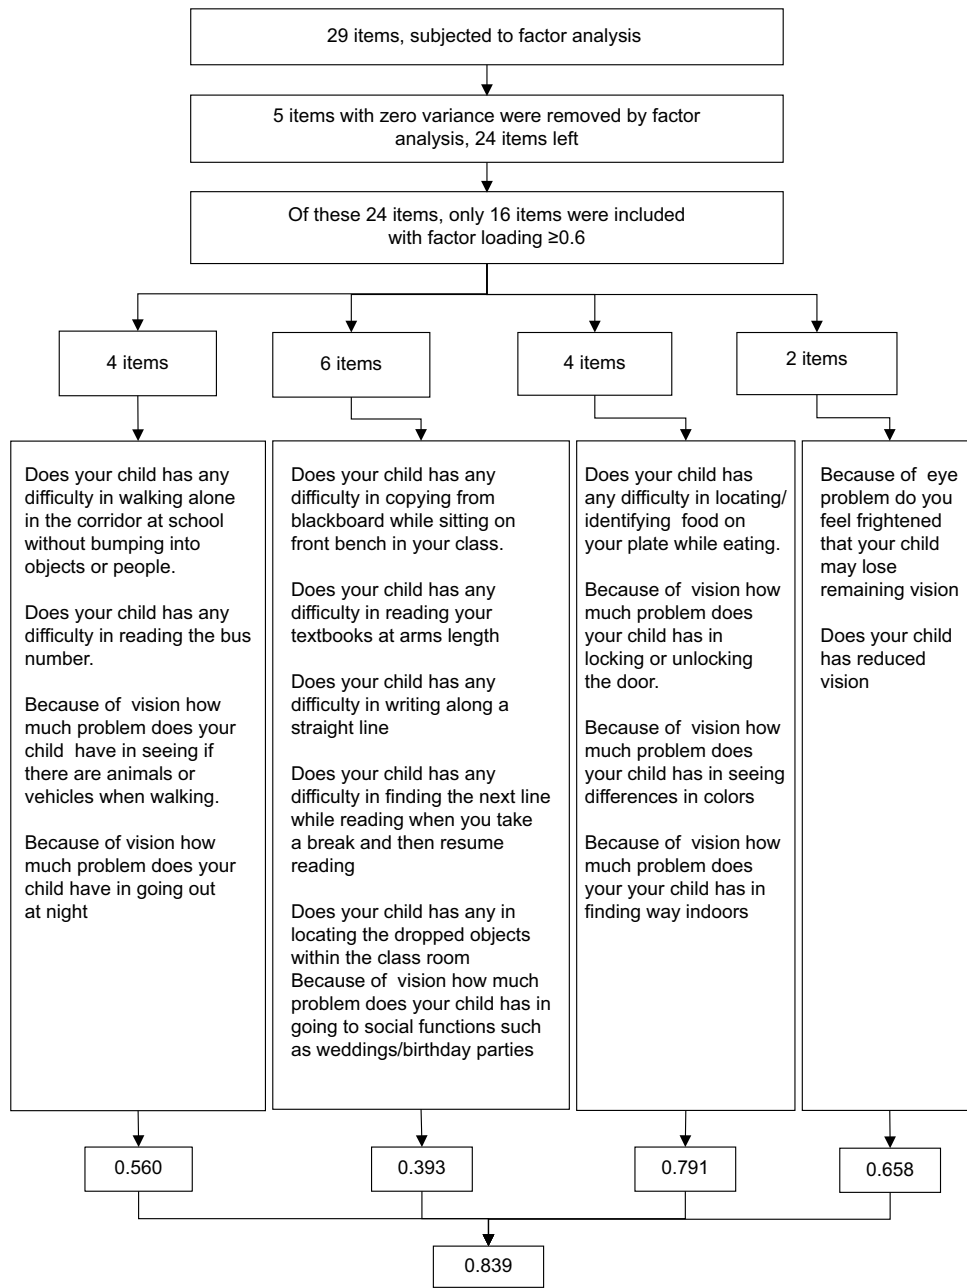 29 items, subjected to factor analysis
5 items with zero variance were removed by factor
analysis, 24 items left
Of these 24 items, only 16 items were included
with factor loading ≥0.6
4 items
6 items
4 items
2 items
Does your child has any
difficulty in walking alone
in the corridor at school
without bumping into
objects or people.
Does your child has any
difficulty in reading the bus
number.
Because of vision how
much problem does your
child have in seeing if
there are animals or
vehicles when walking.
Because of vision how
much problem does your
child have in going out
at night
Does your child has any
difficulty in copying from
blackboard while sitting on
front bench in your class.
Does your child has any
difficulty in reading your
textbooks at arms length
Does your child has any
difficulty in writing along a
straight line
Does your child has any
difficulty in finding the next line
while reading when you take
a break and then resume
reading
Does your child has any in
locating the dropped objects
within the class room
Because of vision how much
problem does your child has in
going to social functions such
as weddings/birthday parties
Does your child has
any difficulty in locating/
identifying food on
your plate while eating.
Because of vision how
much problem does
your child has in
locking or unlocking
the door.
Because of vision how
much problem does
your child has in seeing
differences in colors
Because of vision how
much problem does
your your child has in
finding way indoors
Because of eye
problem do you
feel frightened
that your child
may lose
remaining vision
Does your child
has reduced
vision
0.560
0.393
0.791
0.658
0.839